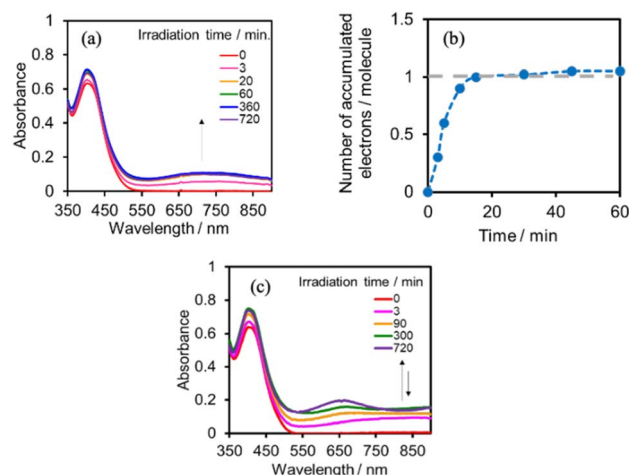 (a)
Irradiation time / min.
0
3
20
60
360
720
Absorbance
1
0.8
0.6
0.4
0.2
0
350 450 550 650 750 850
Wavelength / nm
(b)
Number of accumulated
electrons / molecule
1.5
1
0.5
0
0 20 40 60
Time / min
(c)
Irradiation time / min
0
3
90
300
720
Absorbance
1
0.8
0.6
0.4
0.2
0
350 450 550 650 750 850
Wavelength / nm